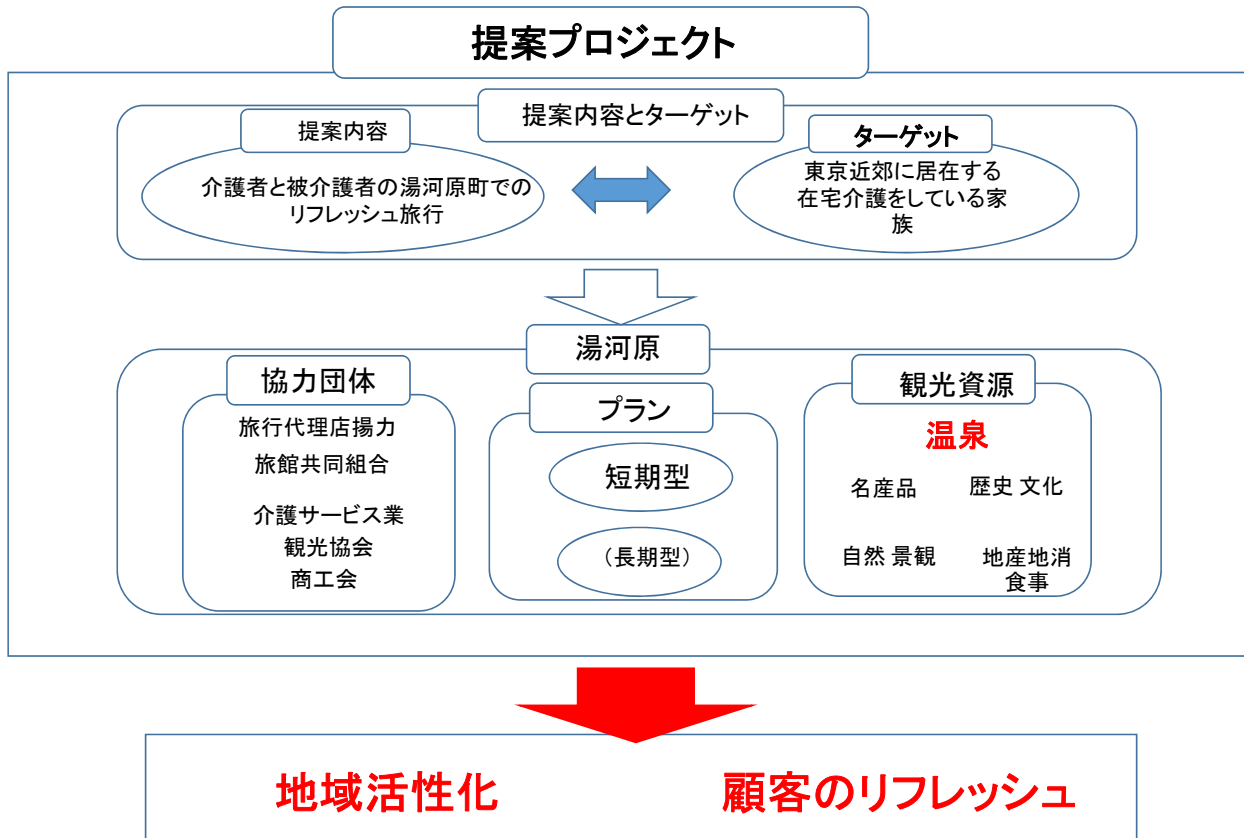 提案プロジェクト
提案内容とターゲット
提案内容
介護者と被介護者の湯河原町での
リフレッシュ旅行
ターゲット
東京近郊に居在する
在宅介護をしている家
族
湯河原
協力団体
旅行代理店揚力
旅館共同組合
介護サービス業
観光協会
商工会
プラン
短期型
（長期型）
観光資源
温泉
名産品
歴史 文化
自然 景観
地産地消
食事
地域活性化
顧客のリフレッシュ